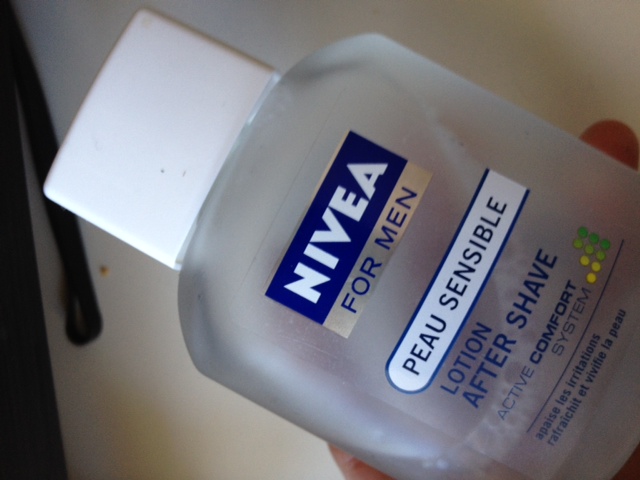 NIVEA
FOR MEN
PEAU SENSIBLE
LOTION
AFTER SHAVE
ACTIVE COMFORT
SYSTEM
apaise les irritations
rafraîchit et vivifie la peau